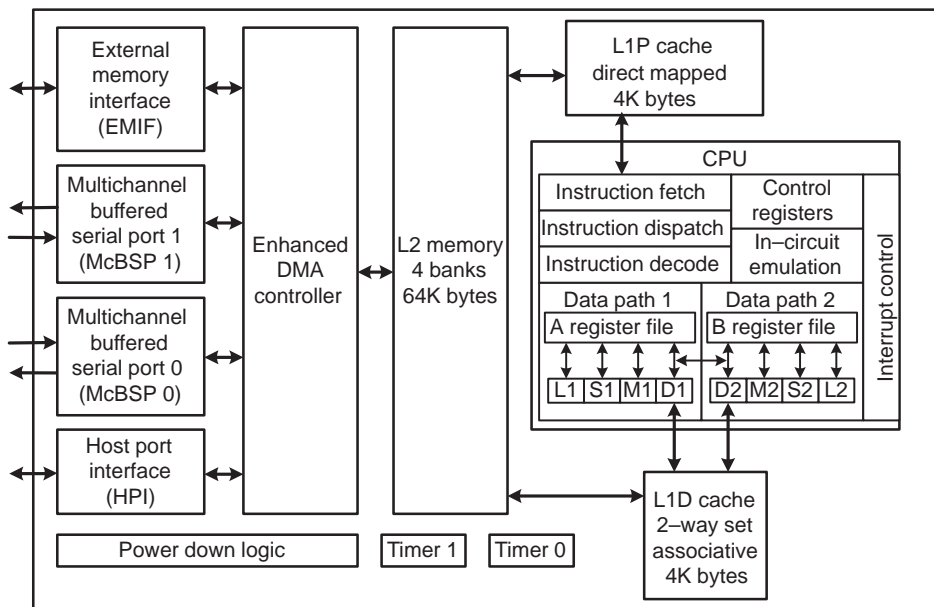 External
memory
interface
(EMIF)
Multichannel
buffered
serial port 1
(McBSP 1)
Multichannel
buffered
serial port 0
(McBSP 0)
Host port
interface
(HPI)
Enhanced
DMA
controller
L2 memory
4 banks
64K bytes
L1P cache
direct mapped
4K bytes
CPU
Instruction fetch
Instruction dispatch
Instruction decode
Control
registers
In–circuit
emulation
Interrupt control
Data path 1
A register file
L1 S1 M1 D1
Data path 2
B register file
D2 M2 S2 L2
L1D cache
2–way set
associative
4K bytes
Power down logic
Timer 1
Timer 0